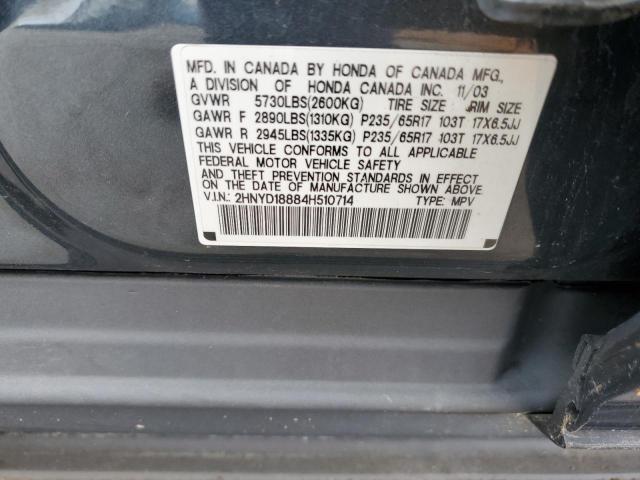 MFD. IN CANADA BY HONDA OF CANADA MFG.,
A DIVISION OF HONDA CANADA INC. 11/03
GVWR 5730LBS(2600KG) TIRE SIZE RIM SIZE
GAWR F 2890LBS(1310KG) P235/65R17 103T 17X6.5JJ
GAWR R 2945LBS(1335KG) P235/65R17 103T 17X6.5JJ
THIS VEHICLE CONFORMS TO ALL APPLICABLE
FEDERAL MOTOR VEHICLE SAFETY
AND THEFT PREVENTION STANDARDS IN EFFECT
ON THE DATE OF MANUFACTURE SHOWN ABOVE.
V.I.N.: 2HNYD18884H510714 TYPE: MPV